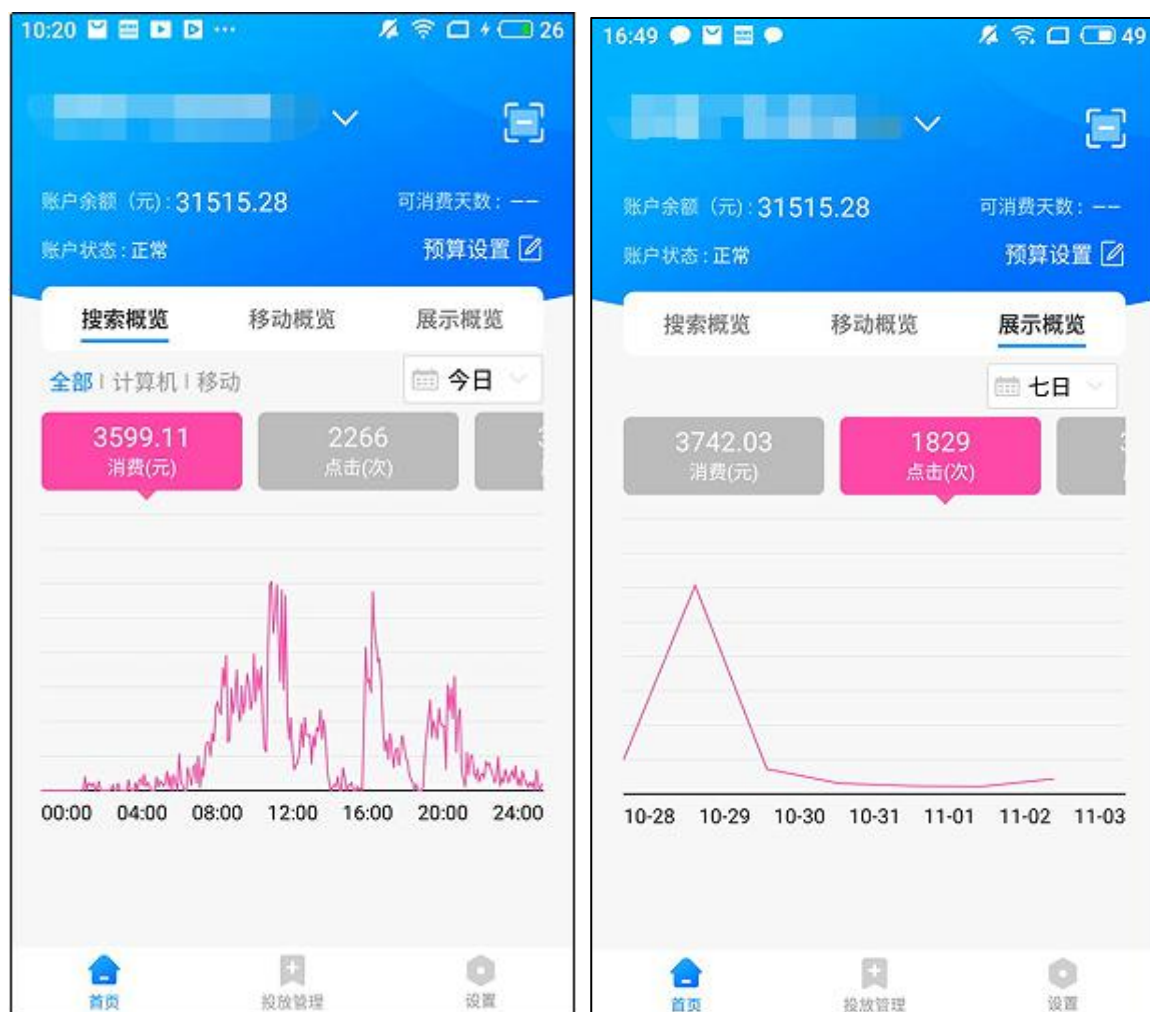 10:20
26
账户余额（元）: 31515.28
可消费天数: --
账户状态: 正常
预算设置
搜索概览
移动概览
展示概览
全部 | 计算机 | 移动
今日
3599.11
消费(元)
2266
点击(次)
00:00 04:00 08:00 12:00 16:00 20:00 24:00
首页
投放管理
设置
16:49
49
账户余额（元）: 31515.28
可消费天数: --
账户状态: 正常
预算设置
搜索概览
移动概览
展示概览
七日
3742.03
消费(元)
1829
点击(次)
10-28 10-29 10-30 10-31 11-01 11-02 11-03
首页
投放管理
设置